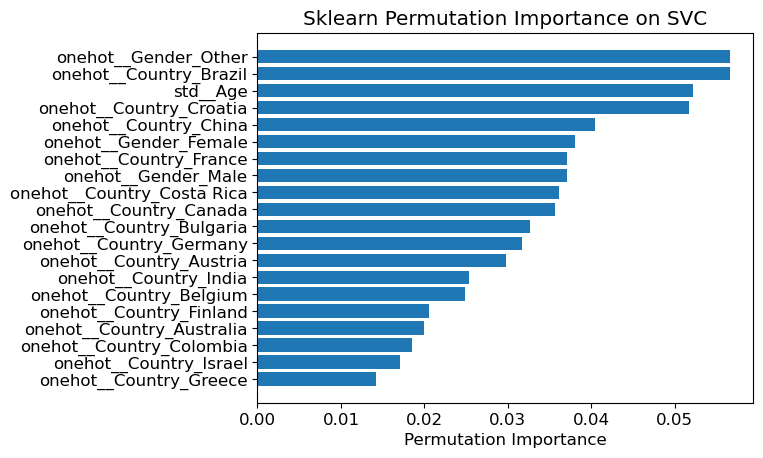 Sklearn Permutation Importance on SVC
onehot__Gender_Other
onehot__Country_Brazil
std__Age
onehot__Country_Croatia
onehot__Country_China
onehot__Gender_Female
onehot__Country_France
onehot__Gender_Male
onehot__Country_Costa Rica
onehot__Country_Canada
onehot__Country_Bulgaria
onehot__Country_Germany
onehot__Country_Austria
onehot__Country_India
onehot__Country_Belgium
onehot__Country_Finland
onehot__Country_Australia
onehot__Country_Colombia
onehot__Country_Israel
onehot__Country_Greece
0.00 0.01 0.02 0.03 0.04 0.05
Permutation Importance